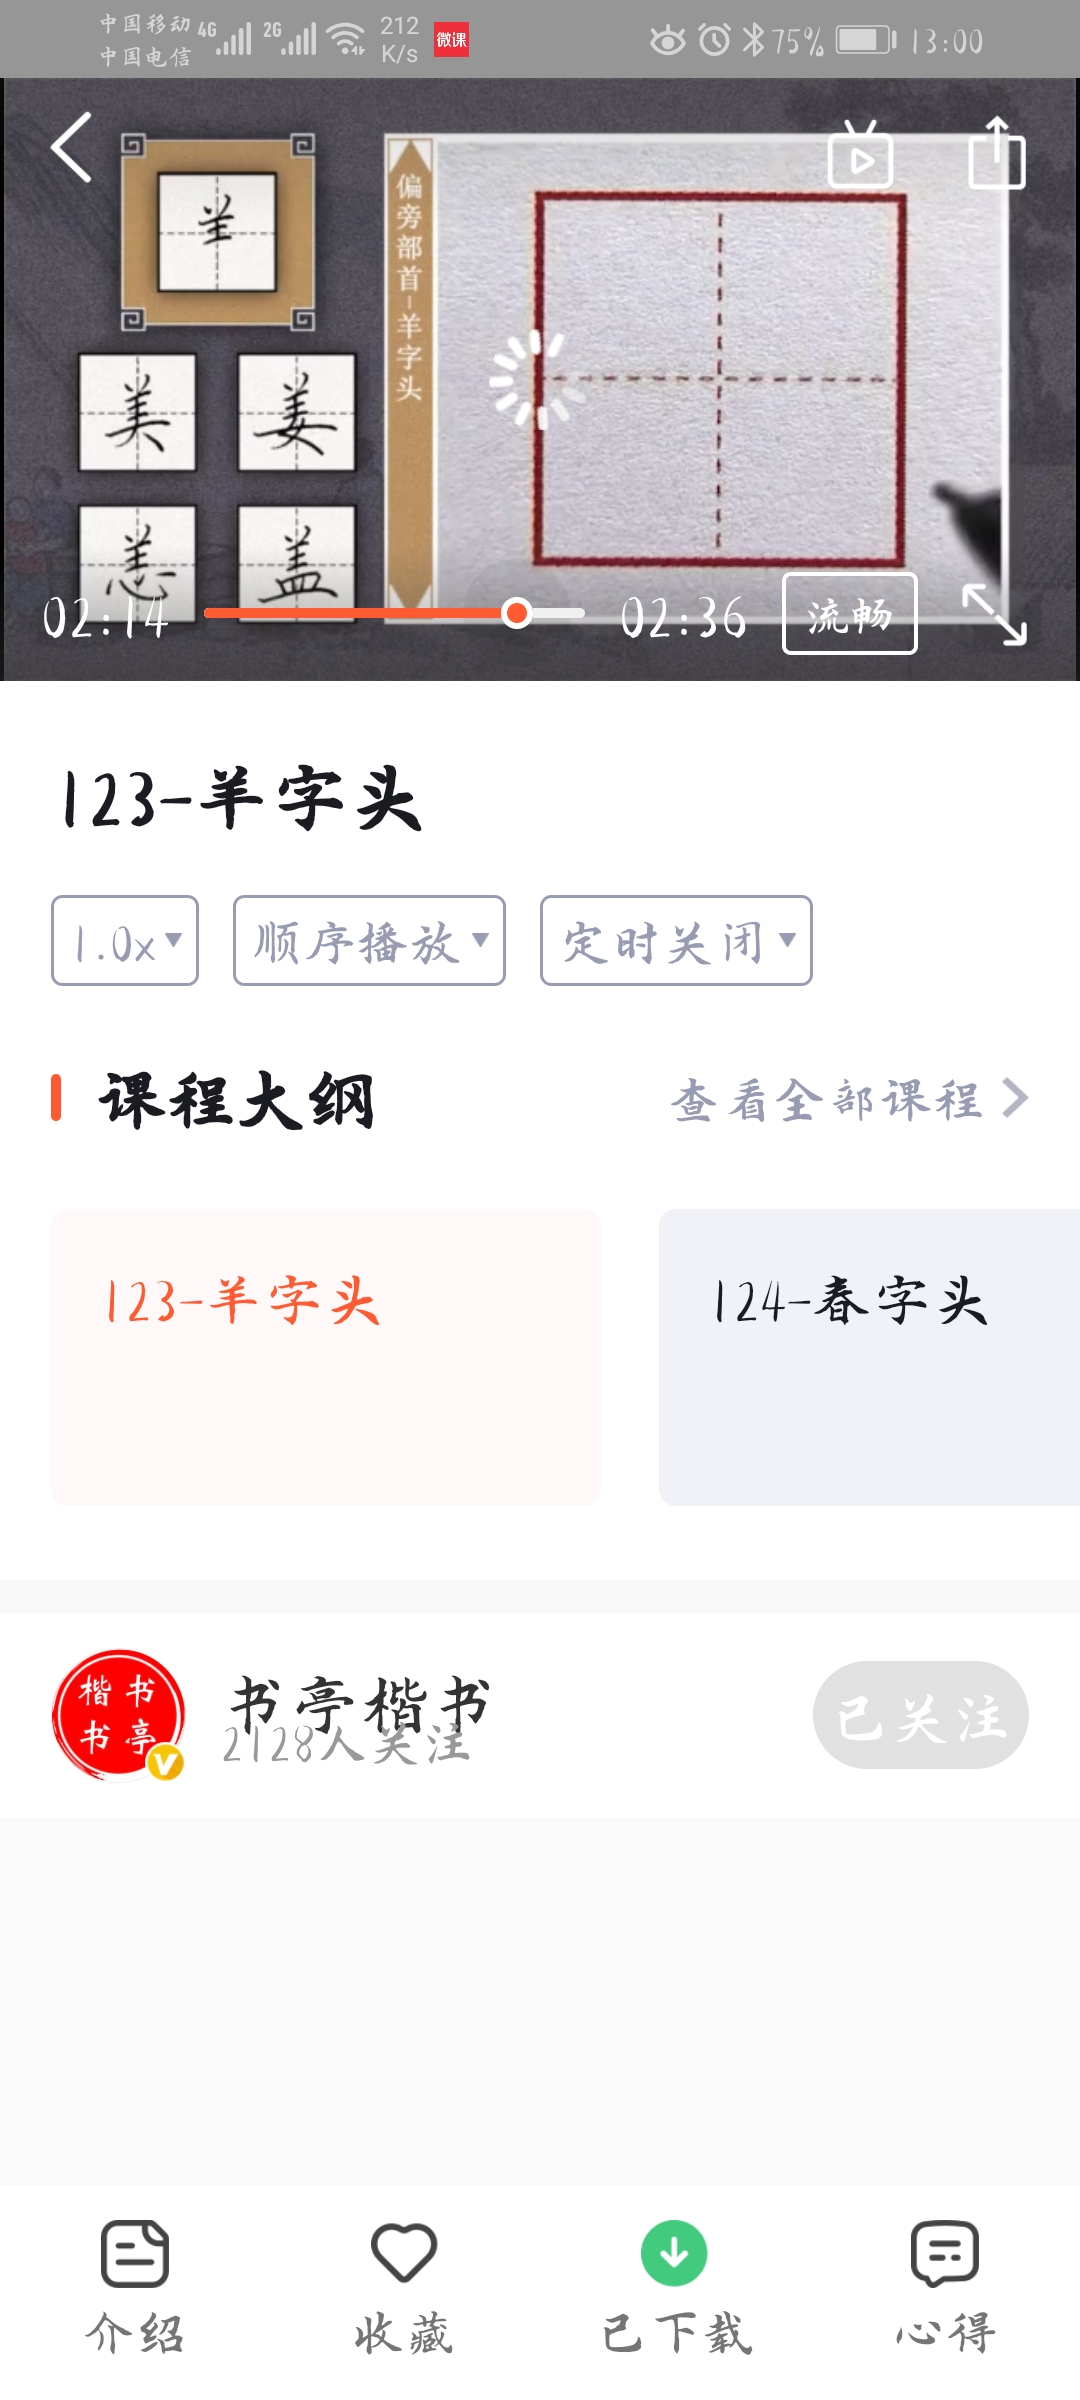 中国移动 4G 2G 212 K/s 微课 75% 13:00
中国电信
偏旁部首-羊字头
美 姜
恙 盖
02:14 02:36 流畅
123-羊字头
1.0x 顺序播放 定时关闭
课程大纲 查看全部课程
123-羊字头 124-春字头
楷书书亭
书亭楷书
2128人关注
已关注
介绍 收藏 已下载 心得